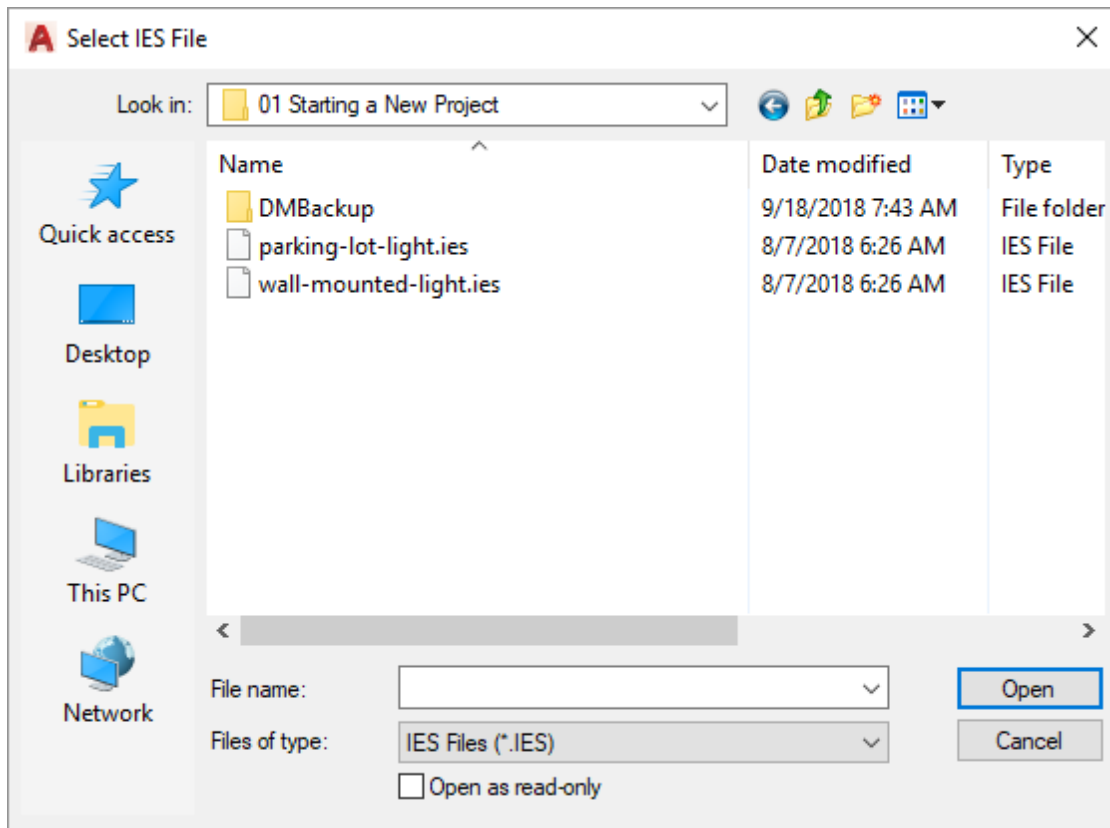 Select IES File
Look in: 01 Starting a New Project
Name Date modified Type
DMBackup 9/18/2018 7:43 AM File folder
parking-lot-light.ies 8/7/2018 6:26 AM IES File
wall-mounted-light.ies 8/7/2018 6:26 AM IES File
Quick access
Desktop
Libraries
This PC
Network
File name: Open
Files of type: IES Files (*.IES) Cancel
Open as read-only